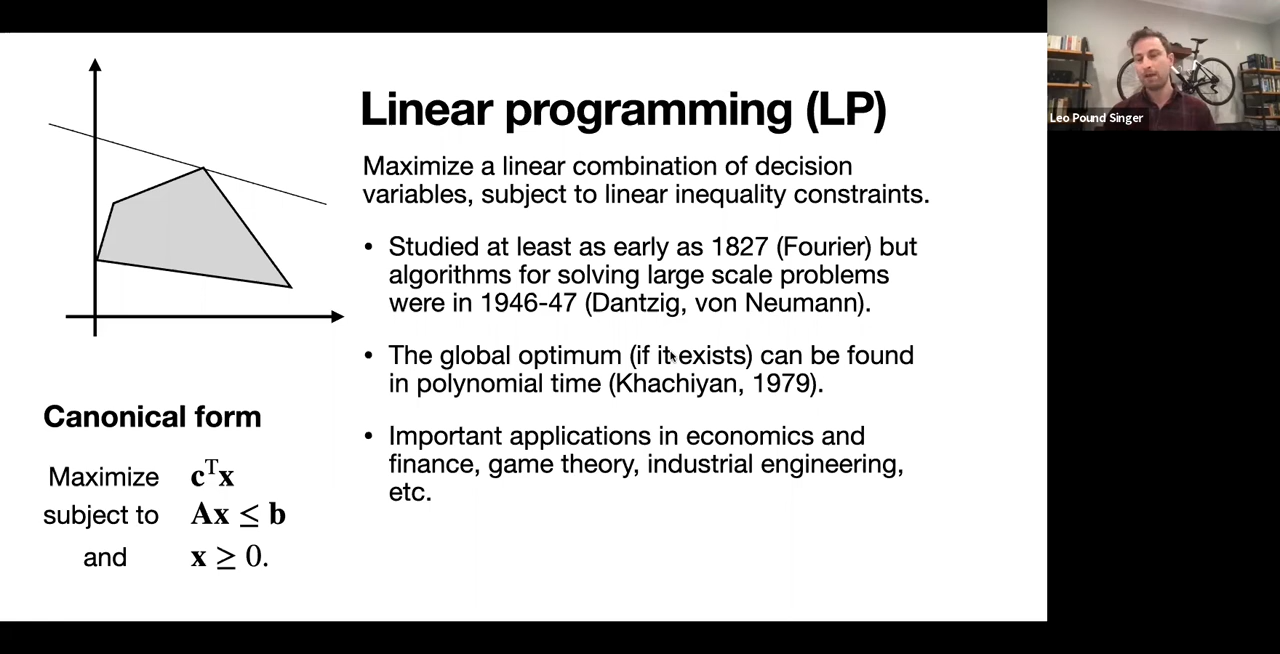 Linear programming (LP)
Maximize a linear combination of decision
variables, subject to linear inequality constraints.
• Studied at least as early as 1827 (Fourier) but
algorithms for solving large scale problems
were in 1946-47 (Dantzig, von Neumann).
• The global optimum (if it exists) can be found
in polynomial time (Khachiyan, 1979).
• Important applications in economics and
finance, game theory, industrial engineering,
etc.
Canonical form
Maximize cᵀx
subject to Ax ≤ b
and x ≥ 0.
Leo Pound Singer